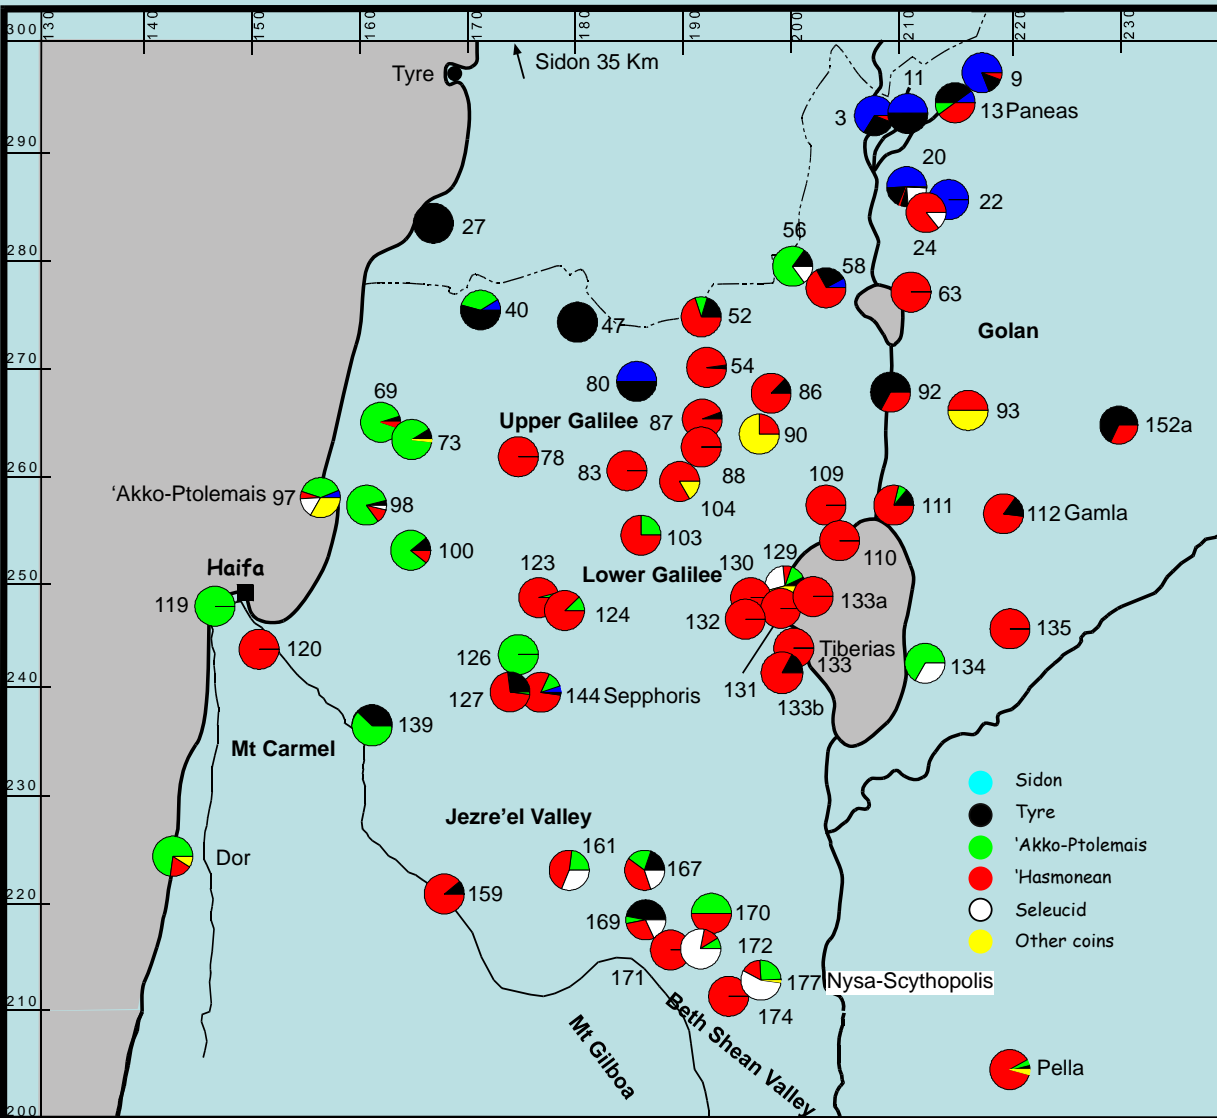 130 140 150 160 170 180 190 200 210 220 230
300
Tyre
Sidon 35 Km
9
11
3
13 Paneas
290
20
27
22
24
56
280
58
63
40
47
52
Golan
270
54
80
86
92
69
Upper Galilee
87
93
73
90
152a
78
83
88
260
109
'Akko-Ptolemais 97
98
104
111
112 Gamla
103
100
110
123
129
130
Haifa
Lower Galilee
250
119
133a
124
132
135
120
Tiberias
126
133
134
131
127
144 Sepphoris
240
133b
139
Mt Carmel
230
Sidon
Tyre
Jezre'el Valley
'Akko-Ptolemais
161
Dor
167
'Hasmonean
159
220
Seleucid
169
170
Other coins
172
171
177 Nysa-Scythopolis
210
174
Beth Shean Valley
Mt Gilboa
Pella
200